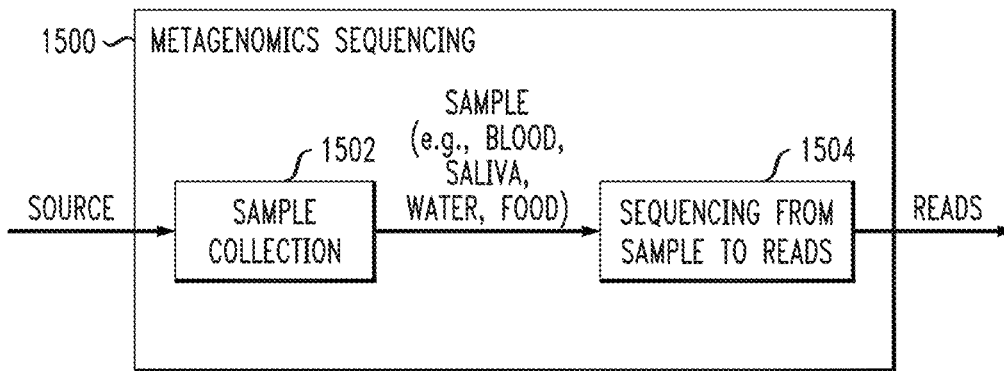 1500
METAGENOMICS SEQUENCING
SAMPLE
(e.g., BLOOD,
SALIVA,
WATER, FOOD)
1502
1504
SOURCE
SAMPLE
COLLECTION
SEQUENCING FROM
SAMPLE TO READS
READS